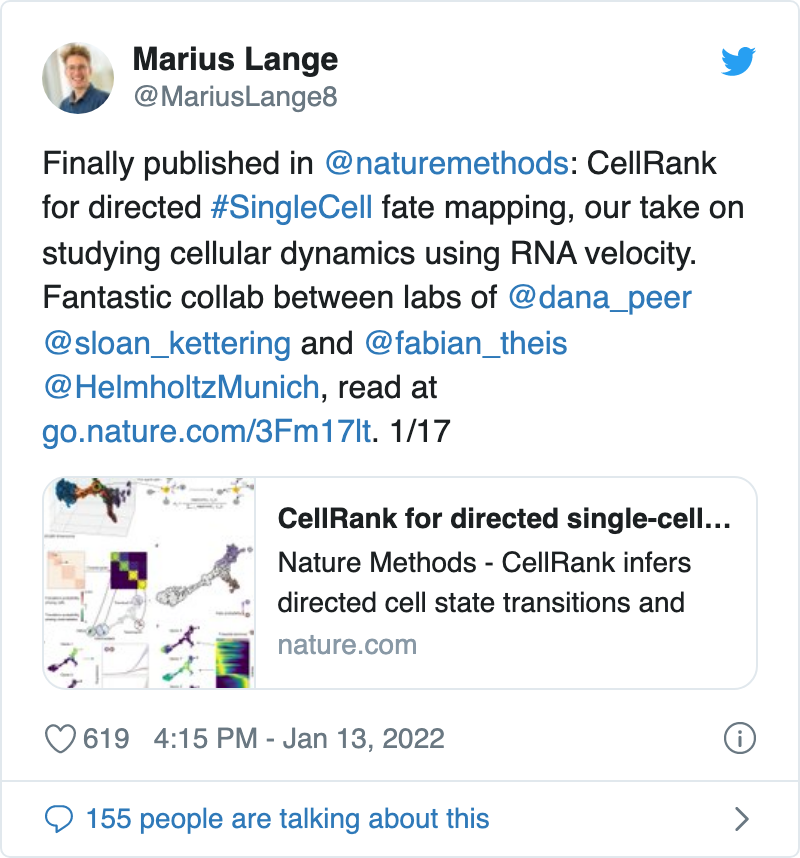 Marius Lange
@MariusLange8
Finally published in @naturemethods: CellRank
for directed #SingleCell fate mapping, our take on
studying cellular dynamics using RNA velocity.
Fantastic collab between labs of @dana_peer
@sloan_kettering and @fabian_theis
@HelmholtzMunich, read at
go.nature.com/3Fm17lt. 1/17
CellRank for directed single-cell...
Nature Methods - CellRank infers
directed cell state transitions and
nature.com
619 4:15 PM - Jan 13, 2022
155 people are talking about this